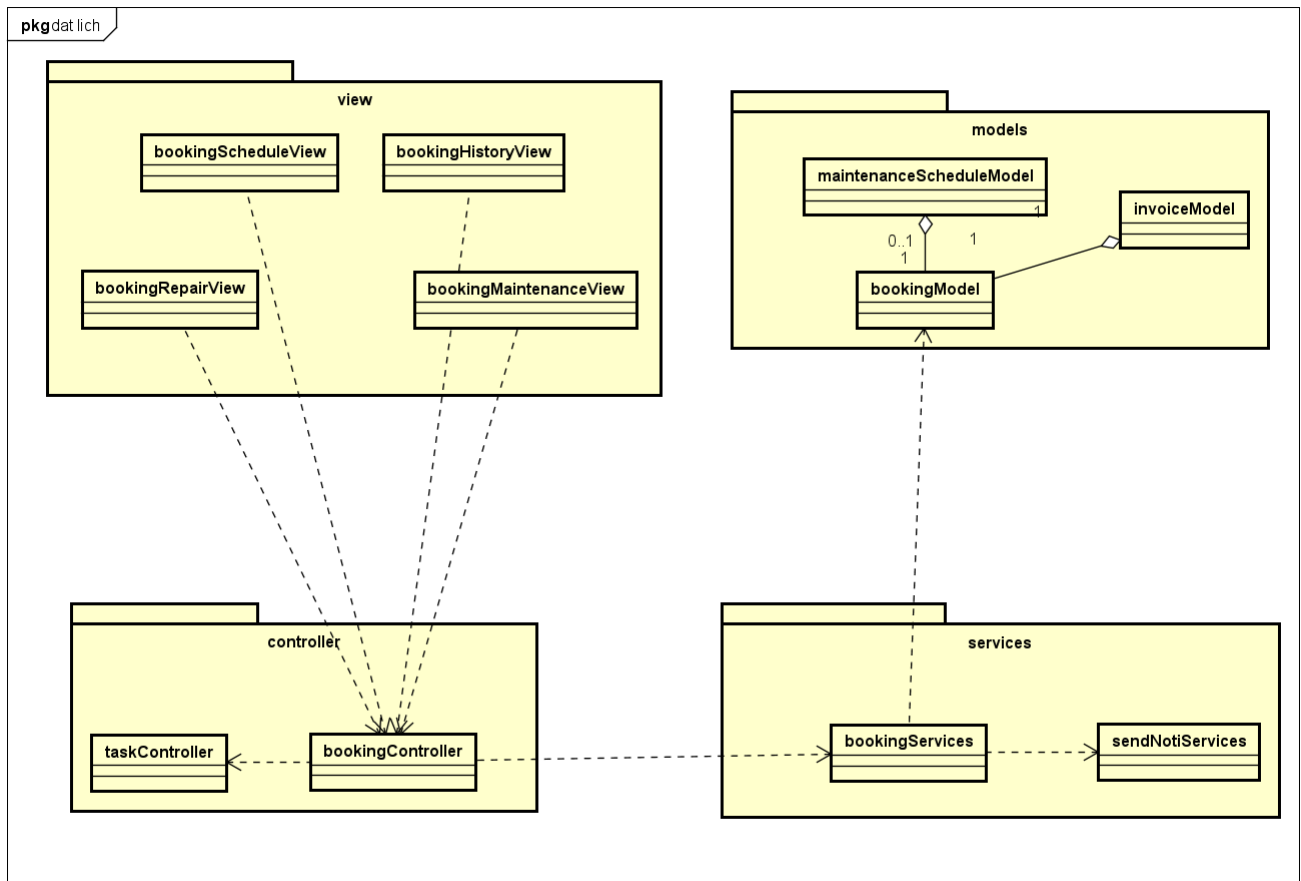 pkg dat lich
view
bookingScheduleView
bookingHistoryView
bookingRepairView
bookingMaintenanceView
models
maintenanceScheduleModel
invoiceModel
1
0..1
1
1
bookingModel
controller
taskController
bookingController
services
bookingServices
sendNotiServices